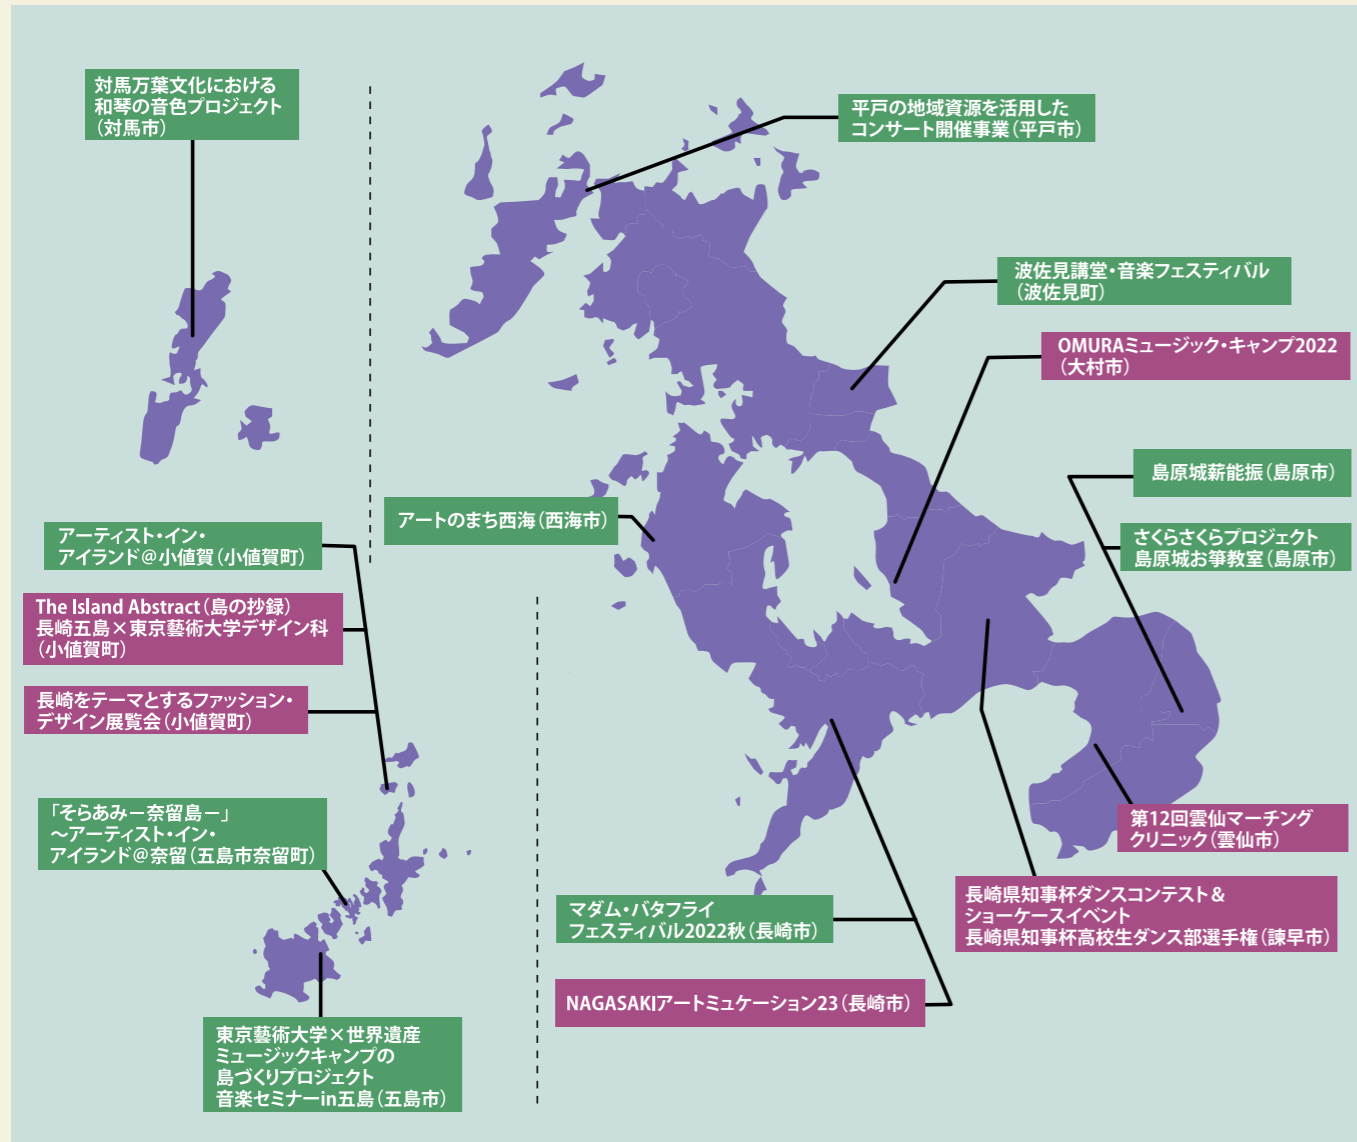 対馬万葉文化における
和琴の音色プロジェクト
（対馬市）
平戸の地域資源を活用した
コンサート開催事業（平戸市）
波佐見講堂・音楽フェスティバル
（波佐見町）
OMURAミュージック・キャンプ2022
（大村市）
島原城薪能振（島原市）
さくらさくらプロジェクト
島原城お箏教室（島原市）
アートのまち西海（西海市）
アーティスト・イン・
アイランド＠小値賀（小値賀町）
The Island Abstract（島の抄録）
長崎五島×東京藝術大学デザイン科
（小値賀町）
長崎をテーマとするファッション・
デザイン展覧会（小値賀町）
「そらあみー奈留島ー」
～アーティスト・イン・
アイランド＠奈留（五島市奈留町）
第12回雲仙マーチング
クリニック（雲仙市）
長崎県知事杯ダンスコンテスト＆
ショーケースイベント
長崎県知事杯高校生ダンス部選手権（諫早市）
マダム・バタフライ
フェスティバル2022秋（長崎市）
NAGASAKIアートミュケーション23（長崎市）
東京藝術大学×世界遺産
ミュージックキャンプの
島づくりプロジェクト
音楽セミナーin五島（五島市）